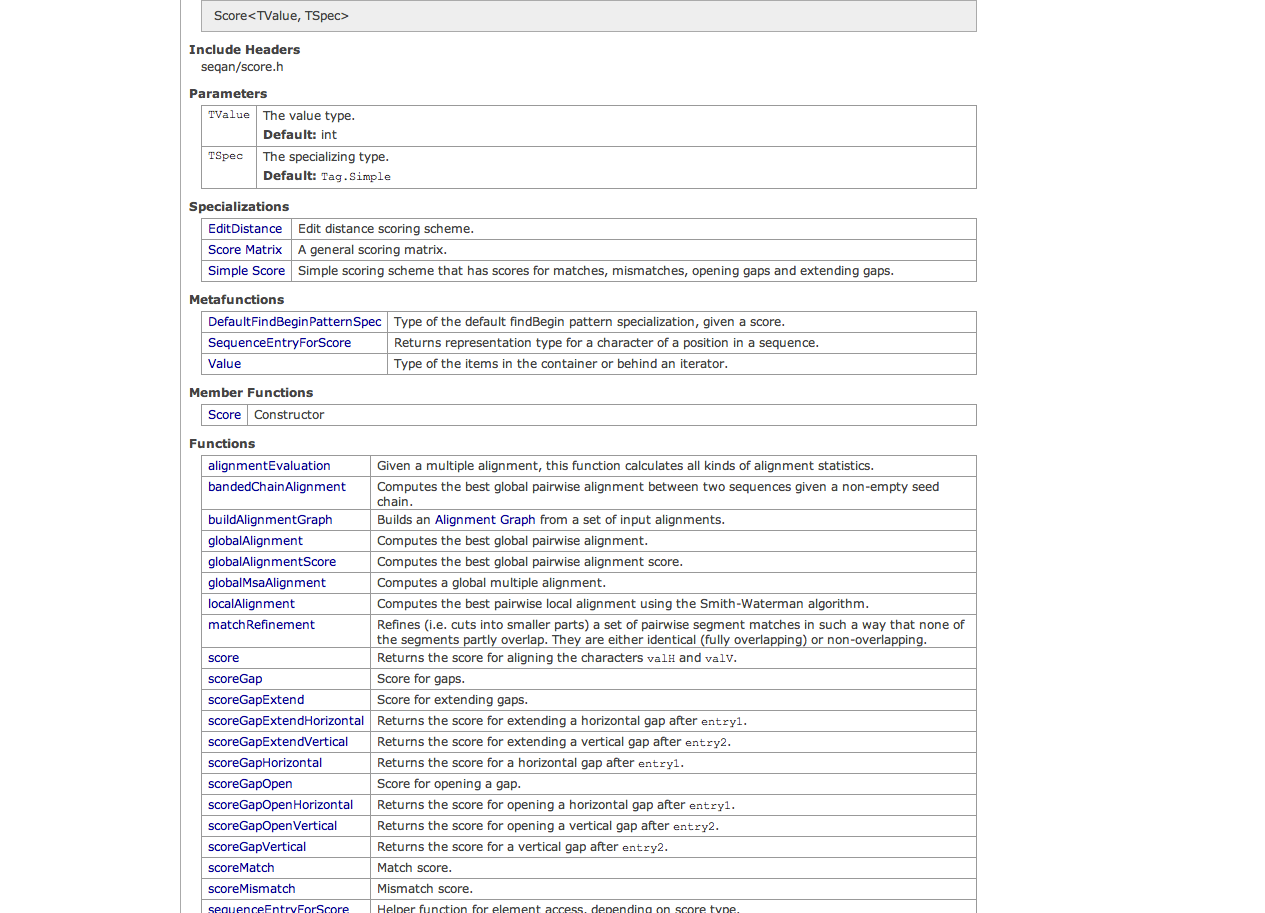 Score<TValue, TSpec>
Include Headers
seqan/score.h
Parameters
TValue The value type.
Default: int
TSpec The specializing type.
Default: Tag.Simple
Specializations
EditDistance Edit distance scoring scheme.
Score Matrix A general scoring matrix.
Simple Score Simple scoring scheme that has scores for matches, mismatches, opening gaps and extending gaps.
Metafunctions
DefaultFindBeginPatternSpec Type of the default findBegin pattern specialization, given a score.
SequenceEntryForScore Returns representation type for a character of a position in a sequence.
Value Type of the items in the container or behind an iterator.
Member Functions
Score Constructor
Functions
alignmentEvaluation Given a multiple alignment, this function calculates all kinds of alignment statistics.
bandedChainAlignment Computes the best global pairwise alignment between two sequences given a non-empty seed
chain.
buildAlignmentGraph Builds an Alignment Graph from a set of input alignments.
globalAlignment Computes the best global pairwise alignment.
globalAlignmentScore Computes the best global pairwise alignment score.
globalMsaAlignment Computes a global multiple alignment.
localAlignment Computes the best pairwise local alignment using the Smith-Waterman algorithm.
matchRefinement Refines (i.e. cuts into smaller parts) a set of pairwise segment matches in such a way that none of
the segments partly overlap. They are either identical (fully overlapping) or non-overlapping.
score Returns the score for aligning the characters valH and valV.
scoreGap Score for gaps.
scoreGapExtend Score for extending gaps.
scoreGapExtendHorizontal Returns the score for extending a horizontal gap after entry1.
scoreGapExtendVertical Returns the score for extending a vertical gap after entry2.
scoreGapHorizontal Returns the score for a horizontal gap after entry1.
scoreGapOpen Score for opening a gap.
scoreGapOpenHorizontal Returns the score for opening a horizontal gap after entry1.
scoreGapOpenVertical Returns the score for opening a vertical gap after entry2.
scoreGapVertical Returns the score for a vertical gap after entry2.
scoreMatch Match score.
scoreMismatch Mismatch score.
sequenceEntryForScore Helper function for element access, depending on score type.